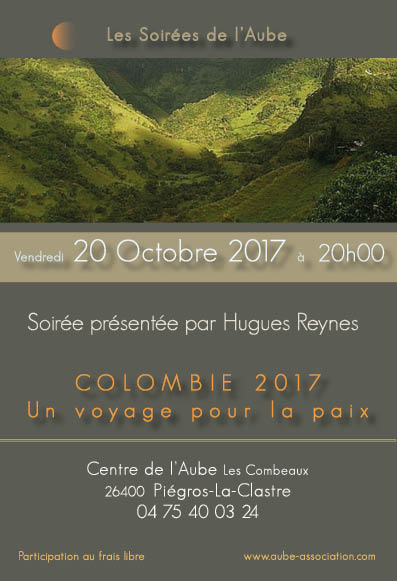 Les Soirées de l'Aube
Vendredi 20 Octobre 2017 à 20h00
Soirée présentée par Hugues Reynes
COLOMBIE 2017
Un voyage pour la paix
Centre de l'Aube Les Combeaux
26400 Piégros-La-Clastre
04 75 40 03 24
Participation au frais libre
www.aube-association.com